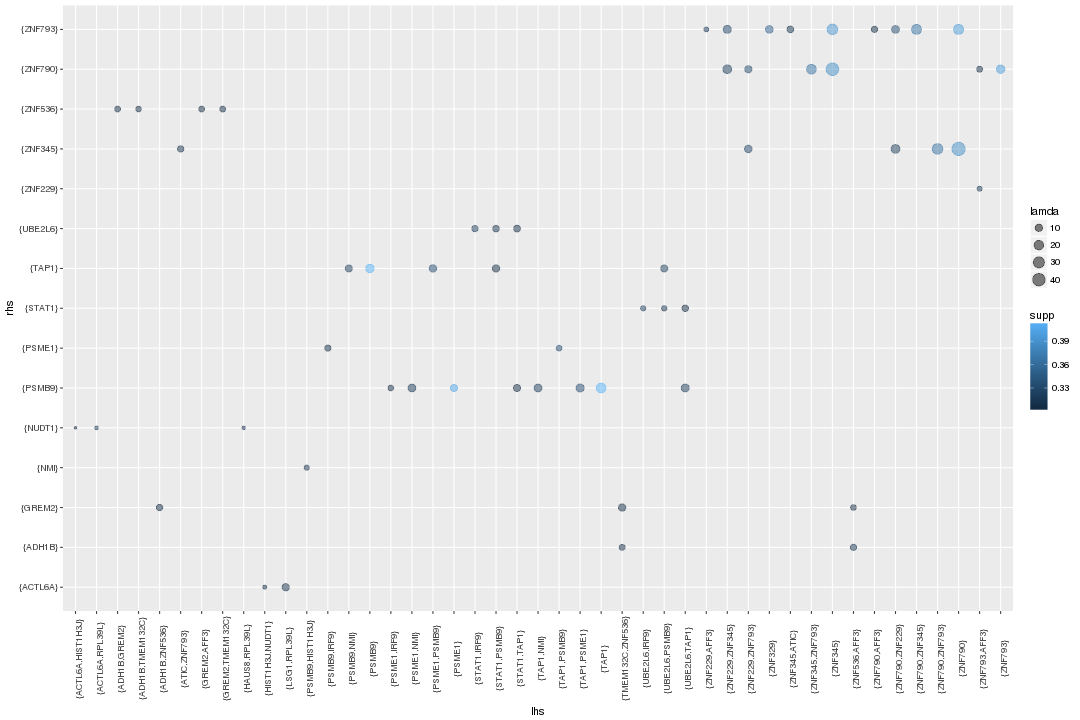 {ZNF793}
{ZNF790}
{ZNF536}
{ZNF345}
{ZNF229}
{UBE2L6}
{TAP1}
{STAT1}
{PSME1}
{PSMB9}
{NUDT1}
{NMI}
{GREM2}
{ADH1B}
{ACTL6A}
rhs
{ACTL6A,HIST1H3J}
{ACTL6A,RPL39L}
{ADH1B,GREM2}
{ADH1B,TMEM132C}
{ADH1B,ZNF536}
{ATIC,ZNF793}
{GREM2,AFF3}
{GREM2,TMEM132C}
{HAUS8,RPL39L}
{HIST1H3J,NUDT1}
{LSG1,RPL39L}
{PSMB9,HIST1H3J}
{PSMB9,IRF9}
{PSMB9,NMI}
{PSMB9}
{PSME1,IRF9}
{PSME1,NMI}
{PSME1,PSMB9}
{PSME1}
{STAT1,IRF9}
{STAT1,PSMB9}
{STAT1,TAP1}
{TAP1,NMI}
{TAP1,PSMB9}
{TAP1,PSME1}
{TAP1}
{TMEM132C,ZNF536}
{UBE2L6,IRF9}
{UBE2L6,PSMB9}
{UBE2L6,TAP1}
{ZNF229,AFF3}
{ZNF229,ZNF345}
{ZNF229,ZNF793}
{ZNF329}
{ZNF345,ATIC}
{ZNF345,ZNF793}
{ZNF345}
{ZNF536,AFF3}
{ZNF790,AFF3}
{ZNF790,ZNF229}
{ZNF790,ZNF345}
{ZNF790,ZNF793}
{ZNF790}
{ZNF793,AFF3}
{ZNF793}
lhs
lamda
10
20
30
40
supp
0.39
0.36
0.33